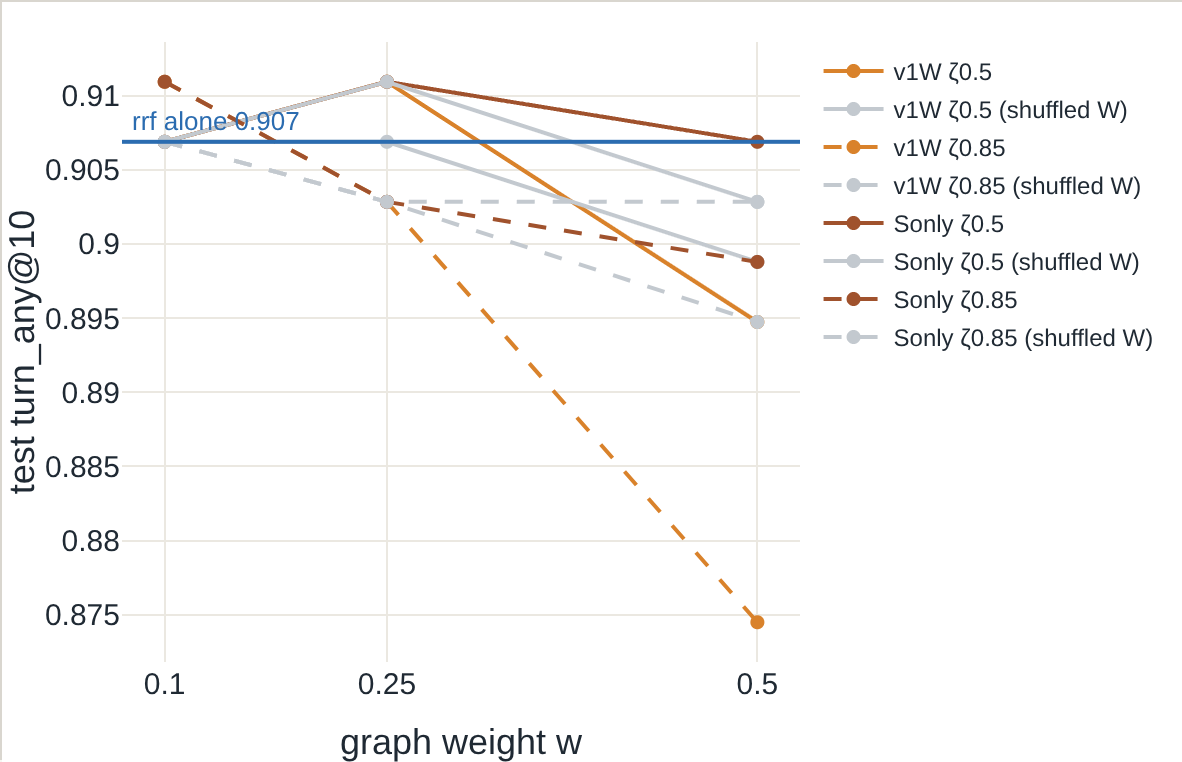 0.91
rrf alone 0.907
0.905
0.9
0.895
0.89
0.885
0.88
0.875
test turn_any@10
0.1
0.25
0.5
graph weight w
v1W ζ0.5
v1W ζ0.5 (shuffled W)
v1W ζ0.85
v1W ζ0.85 (shuffled W)
Sonly ζ0.5
Sonly ζ0.5 (shuffled W)
Sonly ζ0.85
Sonly ζ0.85 (shuffled W)